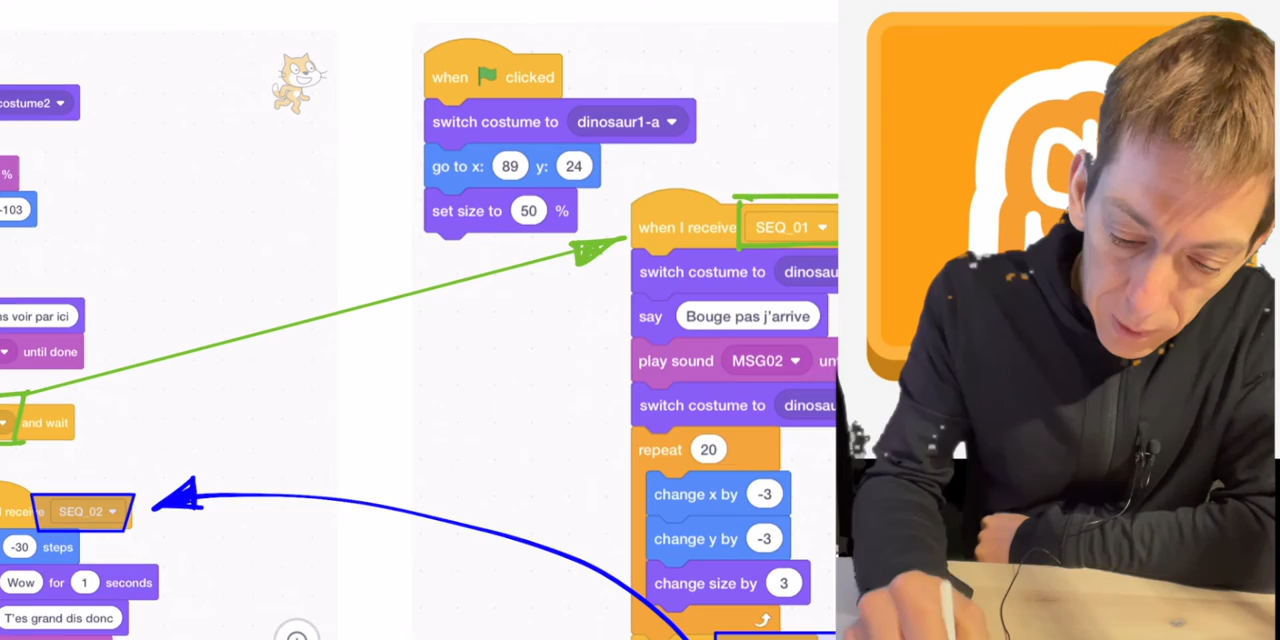 costume2
%
-103
s voir par ici
until done
and wait
I receive SEQ_02
-30 steps
Wow for 1 seconds
T'es grand dis donc
when clicked
switch costume to dinosaur1-a
go to x: 89 y: 24
set size to 50 %
when I receive SEQ_01
switch costume to dinosau
say Bouge pas j'arrive
play sound MSG02 un
switch costume to dinosau
repeat 20
change x by -3
change y by -3
change size by 3